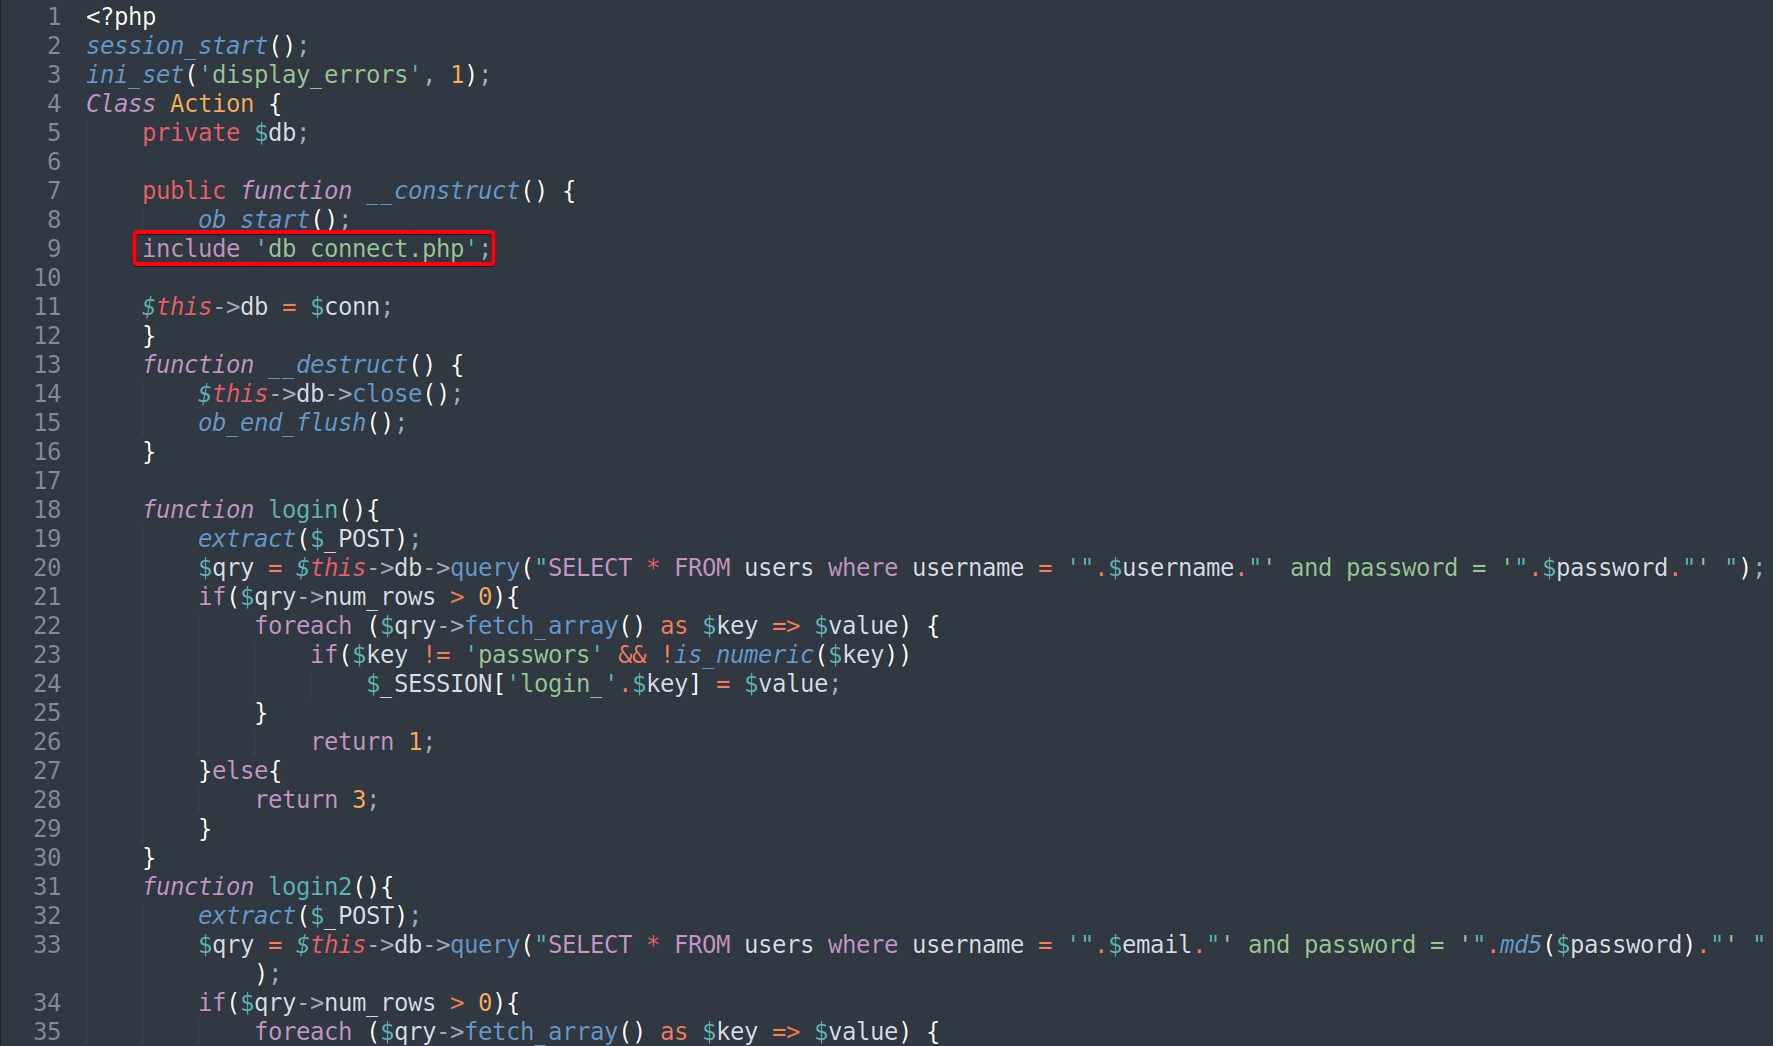 1 <?php
2 session_start();
3 ini_set('display_errors', 1);
4 Class Action {
5     private $db;
6
7     public function __construct() {
8         ob_start();
9     include 'db_connect.php';
10
11     $this->db = $conn;
12     }
13     function __destruct() {
14         $this->db->close();
15         ob_end_flush();
16     }
17
18     function login(){
19         extract($_POST);
20         $qry = $this->db->query("SELECT * FROM users where username = '".$username."' and password = '".$password."' ");
21         if($qry->num_rows > 0){
22             foreach ($qry->fetch_array() as $key => $value) {
23                 if($key != 'passwors' && !is_numeric($key))
24                     $_SESSION['login_'.$key] = $value;
25             }
26                 return 1;
27         }else{
28             return 3;
29         }
30     }
31     function login2(){
32         extract($_POST);
33         $qry = $this->db->query("SELECT * FROM users where username = '".$email."' and password = '".md5($password)."' "
);
34         if($qry->num_rows > 0){
35             foreach ($qry->fetch_array() as $key => $value) {